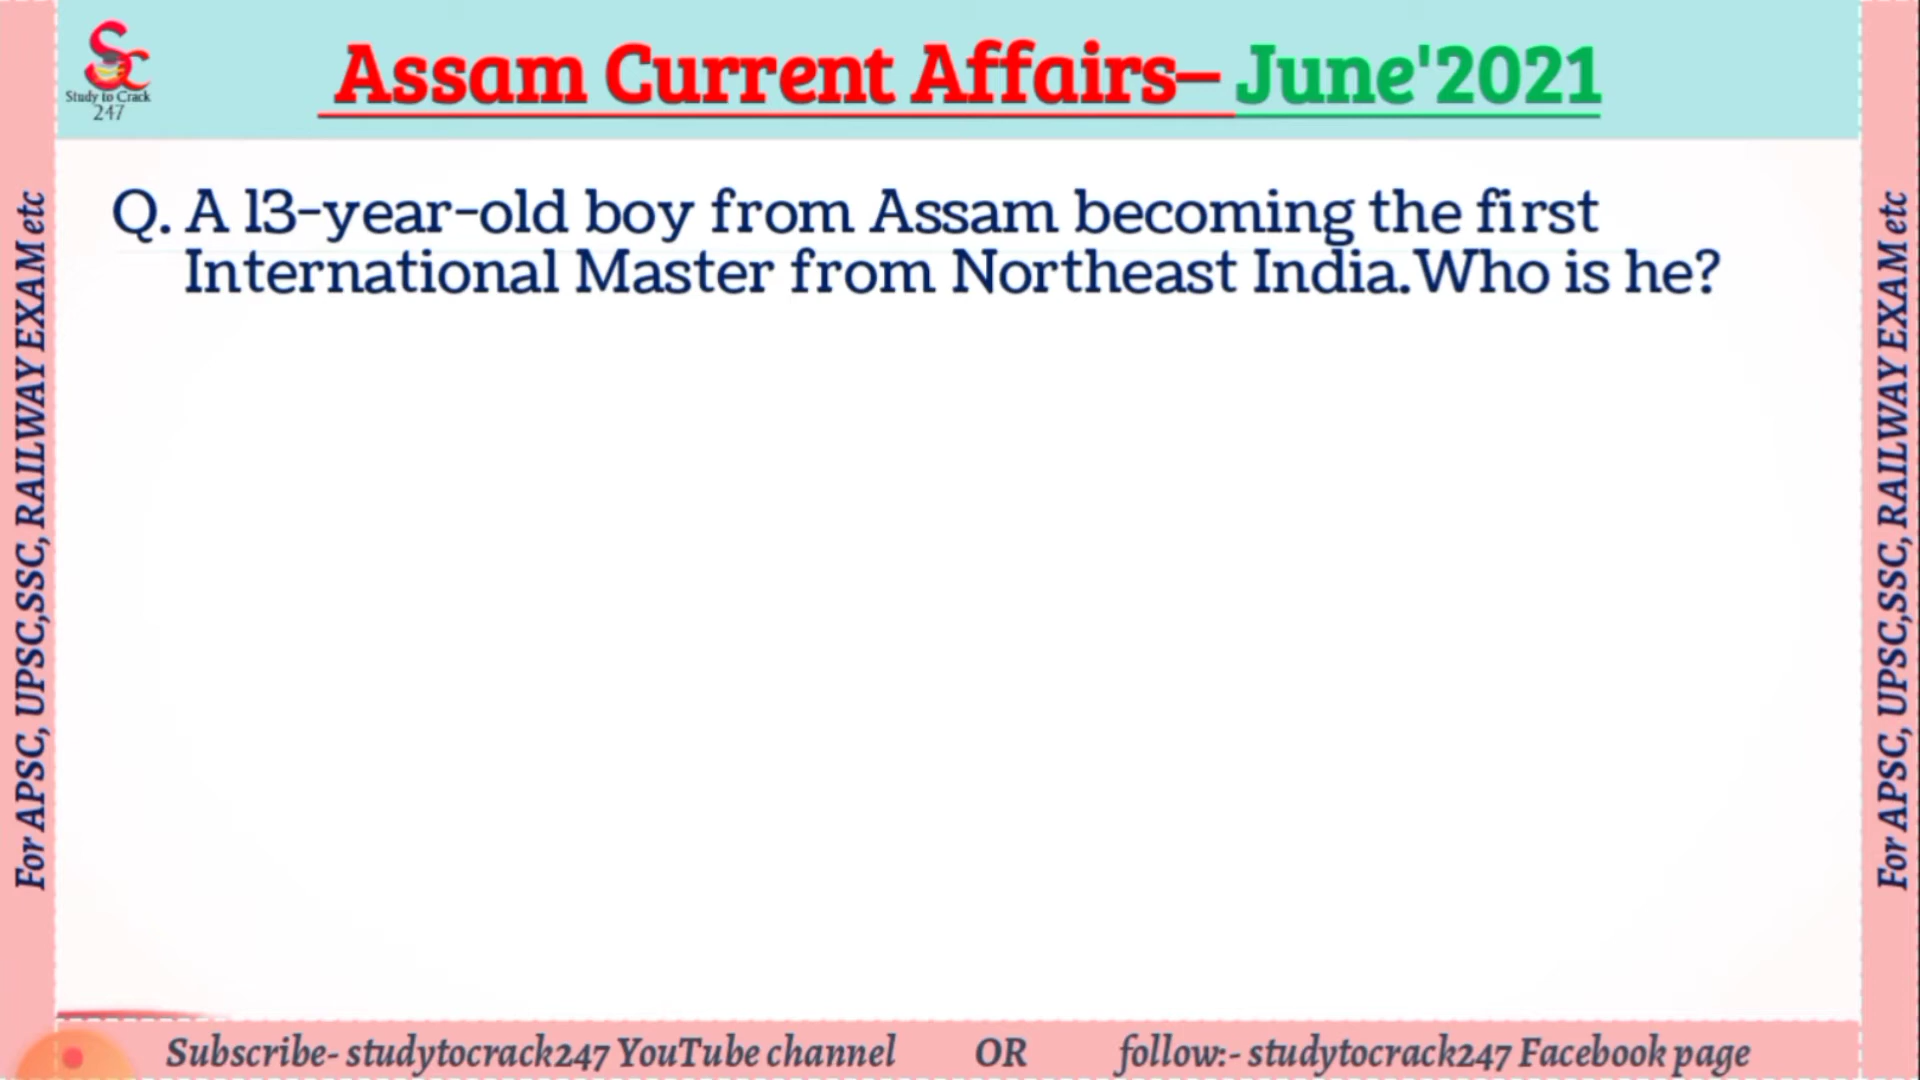 Sc
Study to Crack
247
Assam Current Affairs– June'2021
Q. A 13-year-old boy from Assam becoming the first
International Master from Northeast India.Who is he?
For APSC, UPSC,SSC, RAILWAY EXAM etc
For APSC, UPSC,SSC, RAILWAY EXAM etc
Subscribe- studytocrack247 YouTube channel OR follow:- studytocrack247 Facebook page